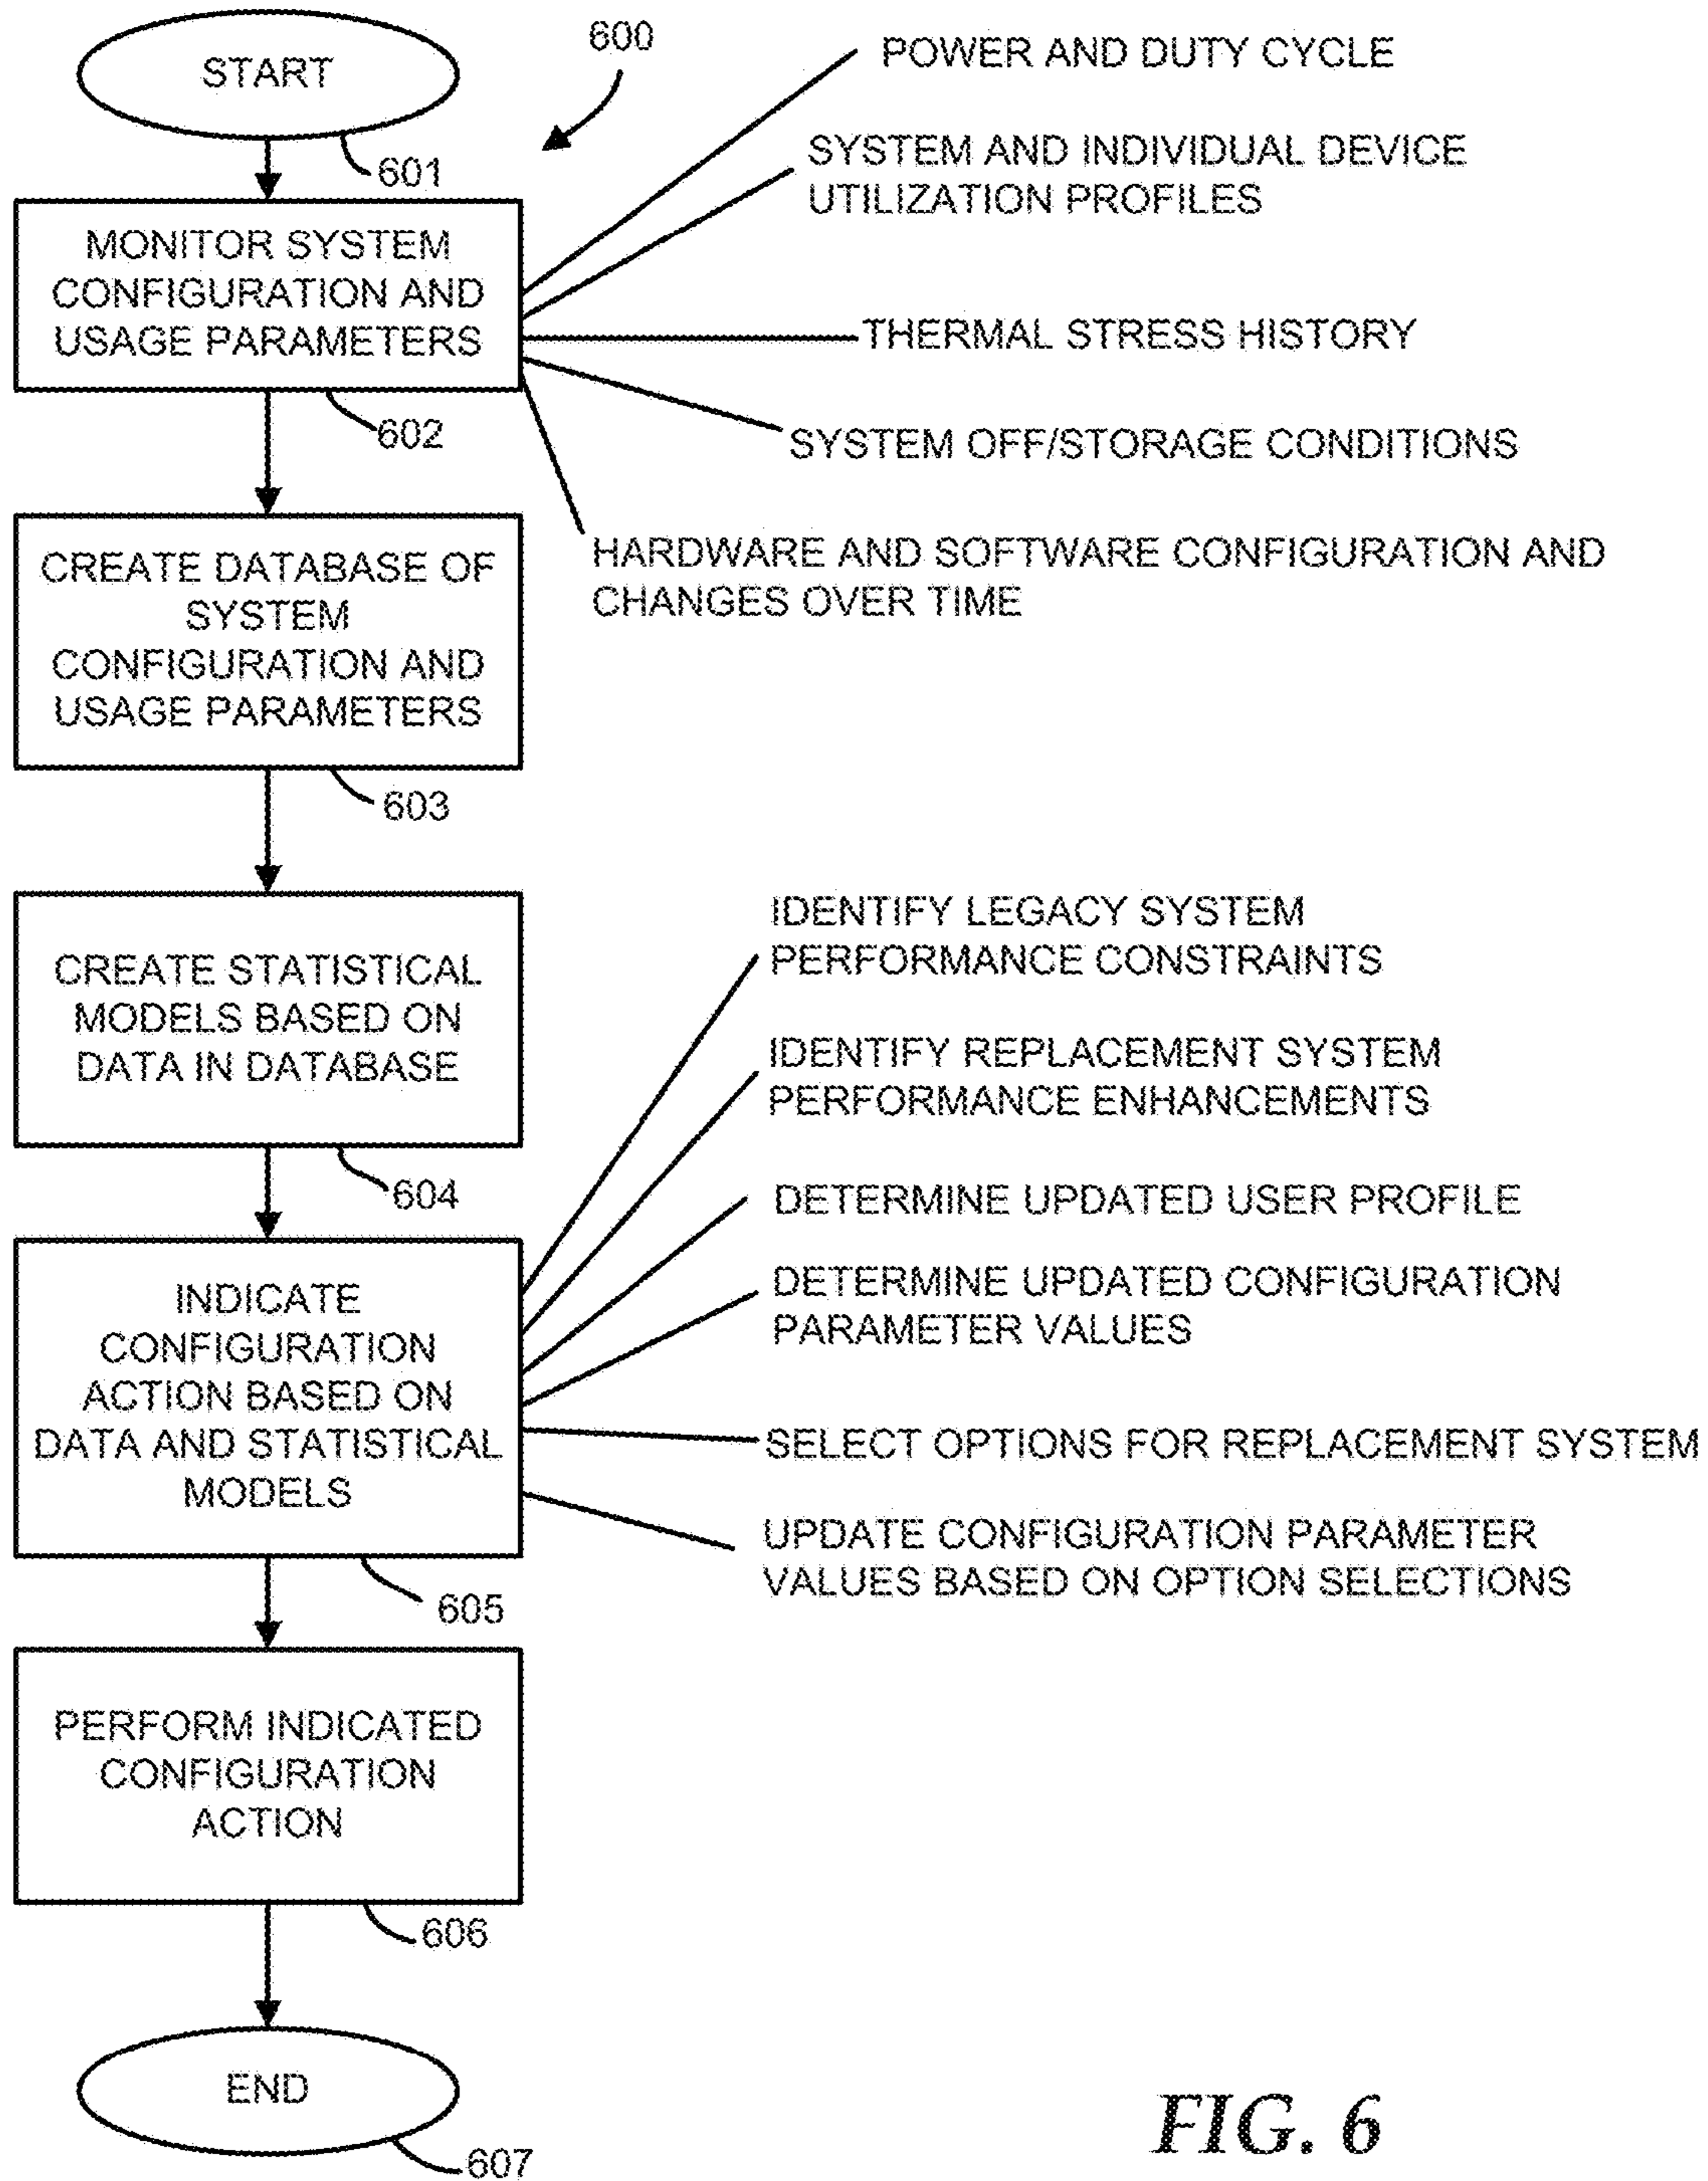 START
600
601
POWER AND DUTY CYCLE
SYSTEM AND INDIVIDUAL DEVICE
UTILIZATION PROFILES
MONITOR SYSTEM
CONFIGURATION AND
USAGE PARAMETERS
602
THERMAL STRESS HISTORY
SYSTEM OFF/STORAGE CONDITIONS
HARDWARE AND SOFTWARE CONFIGURATION AND
CHANGES OVER TIME
CREATE DATABASE OF
SYSTEM
CONFIGURATION AND
USAGE PARAMETERS
603
CREATE STATISTICAL
MODELS BASED ON
DATA IN DATABASE
604
IDENTIFY LEGACY SYSTEM
PERFORMANCE CONSTRAINTS
IDENTIFY REPLACEMENT SYSTEM
PERFORMANCE ENHANCEMENTS
DETERMINE UPDATED USER PROFILE
DETERMINE UPDATED CONFIGURATION
PARAMETER VALUES
SELECT OPTIONS FOR REPLACEMENT SYSTEM
UPDATE CONFIGURATION PARAMETER
VALUES BASED ON OPTION SELECTIONS
INDICATE
CONFIGURATION
ACTION BASED ON
DATA AND STATISTICAL
MODELS
605
PERFORM INDICATED
CONFIGURATION
ACTION
606
END
607
FIG. 6